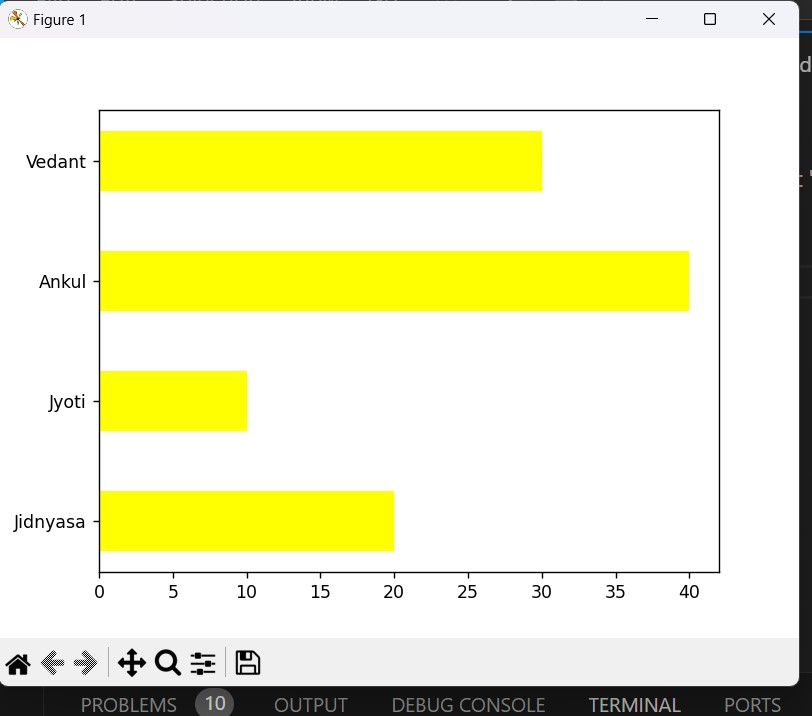 Figure 1
Vedant
Ankul
Jyoti
Jidnyasa
0 5 10 15 20 25 30 35 40
PROBLEMS 10 OUTPUT DEBUG CONSOLE TERMINAL PORTS